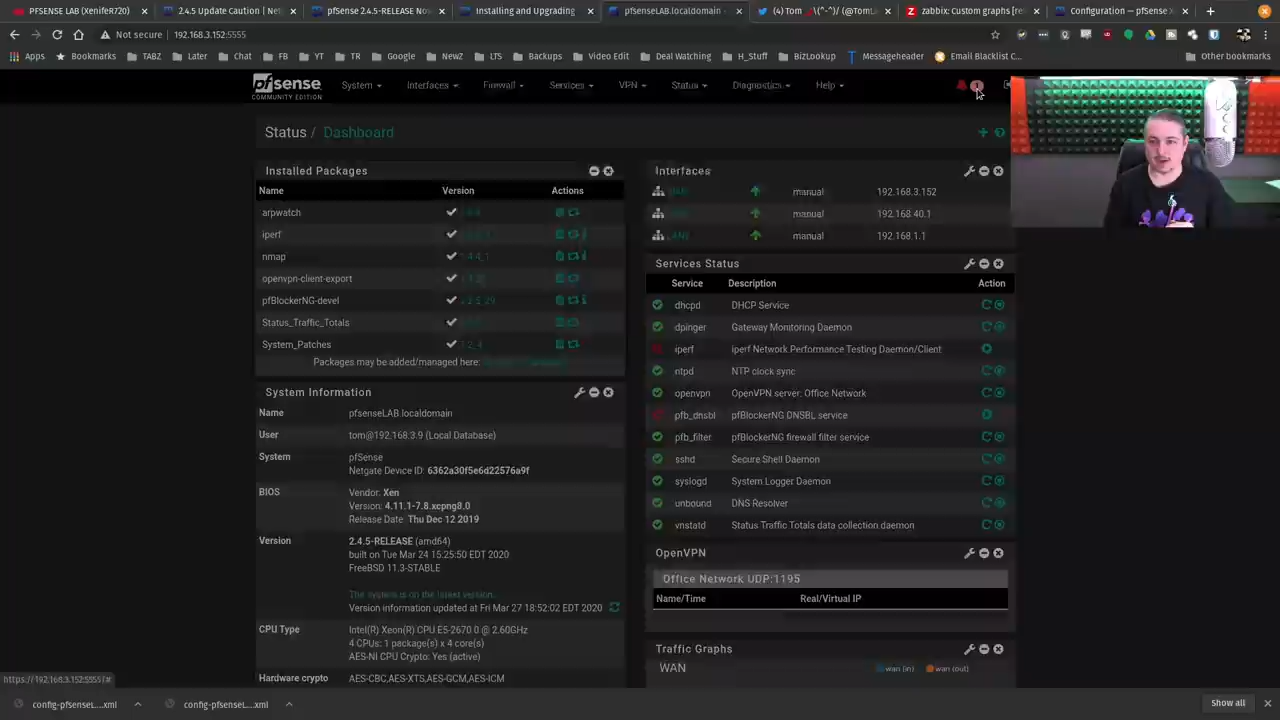 PFSENSE LAB (Xenifer720)
2.4.5 Update Caution | Net
pfsense 2.4.5-RELEASE No
Installing and Upgrading
pfsenseLAB.localdomain -
(4) Tom
(@TomL
zabbix: custom graphs [re
Configuration — pfsense
Not secure
192.168.3.152:5555
Apps
Bookmarks
TABZ
Later
Chat
FB
YT
TR
Google
NewZ
LTS
Backups
Video Edit
Deal Watching
H_Stuff
BizLookup
Messageheader
Email Blacklist C...
Other bookmarks
pfsense
COMMUNITY EDITION
System
Interfaces
Firewall
Services
VPN
Status
Diagnostics
Help
Status / Dashboard
Installed Packages
Name Version Actions
arpwatch
iperf
nmap 1.4.4_1
openvpn-client-export
pfBlockerNG-devel
Status_Traffic_Totals
System_Patches
Packages may be added/managed here:
System Information
Name pfsenseLAB.localdomain
User tom@192.168.3.9 (Local Database)
System pfSense
Netgate Device ID: 6362a30f5e6d22576a9f
BIOS Vendor: Xen
Version: 4.11.1-7.8.xcpng8.0
Release Date: Thu Dec 12 2019
Version 2.4.5-RELEASE (amd64)
built on Tue Mar 24 15:25:50 EDT 2020
FreeBSD 11.3-STABLE
The system is on the latest version.
Version information updated at Fri Mar 27 18:52:02 EDT 2020
CPU Type Intel(R) Xeon(R) CPU E5-2670 0 @ 2.60GHz
4 CPUs: 1 package(s) x 4 core(s)
AES-NI CPU Crypto: Yes (active)
Hardware crypto AES-CBC,AES-XTS,AES-GCM,AES-ICM
Interfaces
WAN manual 192.168.3.152
manual 192.168.40.1
manual 192.168.1.1
Services Status
Service Description Action
dhcpd DHCP Service
dpinger Gateway Monitoring Daemon
iperf iperf Network Performance Testing Daemon/Client
ntpd NTP clock sync
openvpn OpenVPN server: Office Network
pfb_dnsbl pfBlockerNG DNSBL service
pfb_filter pfBlockerNG firewall filter service
sshd Secure Shell Daemon
syslogd System Logger Daemon
unbound DNS Resolver
vnstatd Status Traffic Totals data collection daemon
OpenVPN
Office Network UDP:1195
Name/Time Real/Virtual IP
Traffic Graphs
WAN wan (in) wan (out)
https://192.168.3.152:5555/#
config-pfsenseL....xml
config-pfsenseL....xml
Show all